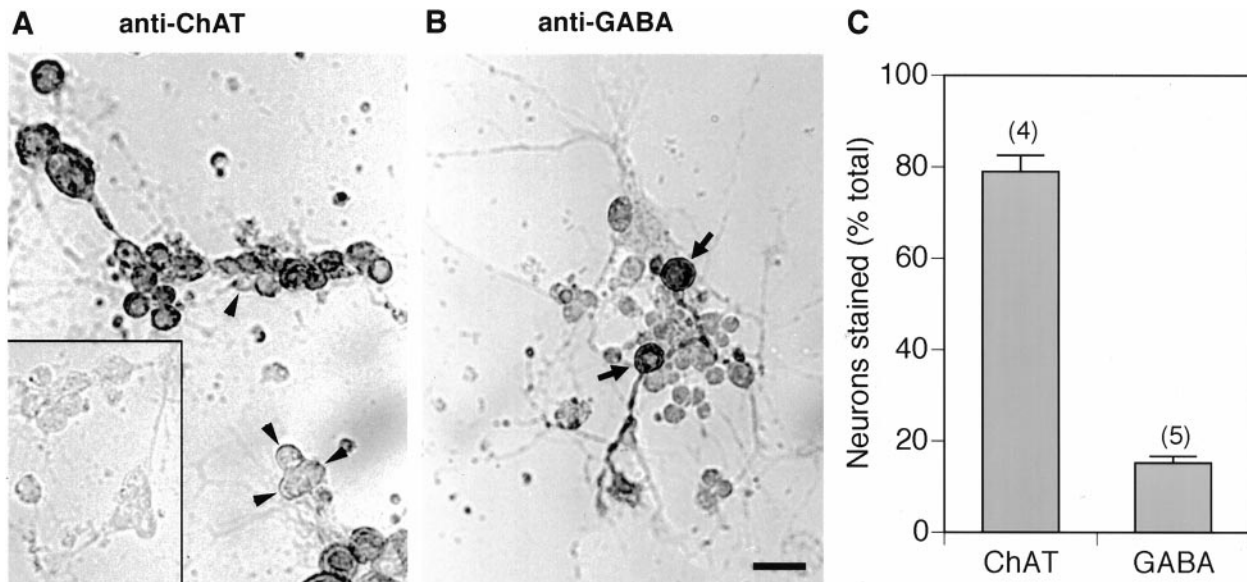 A anti-ChAT
B anti-GABA
C
Neurons stained (% total)
100
80
60
40
20
0
(4)
(5)
ChAT GABA